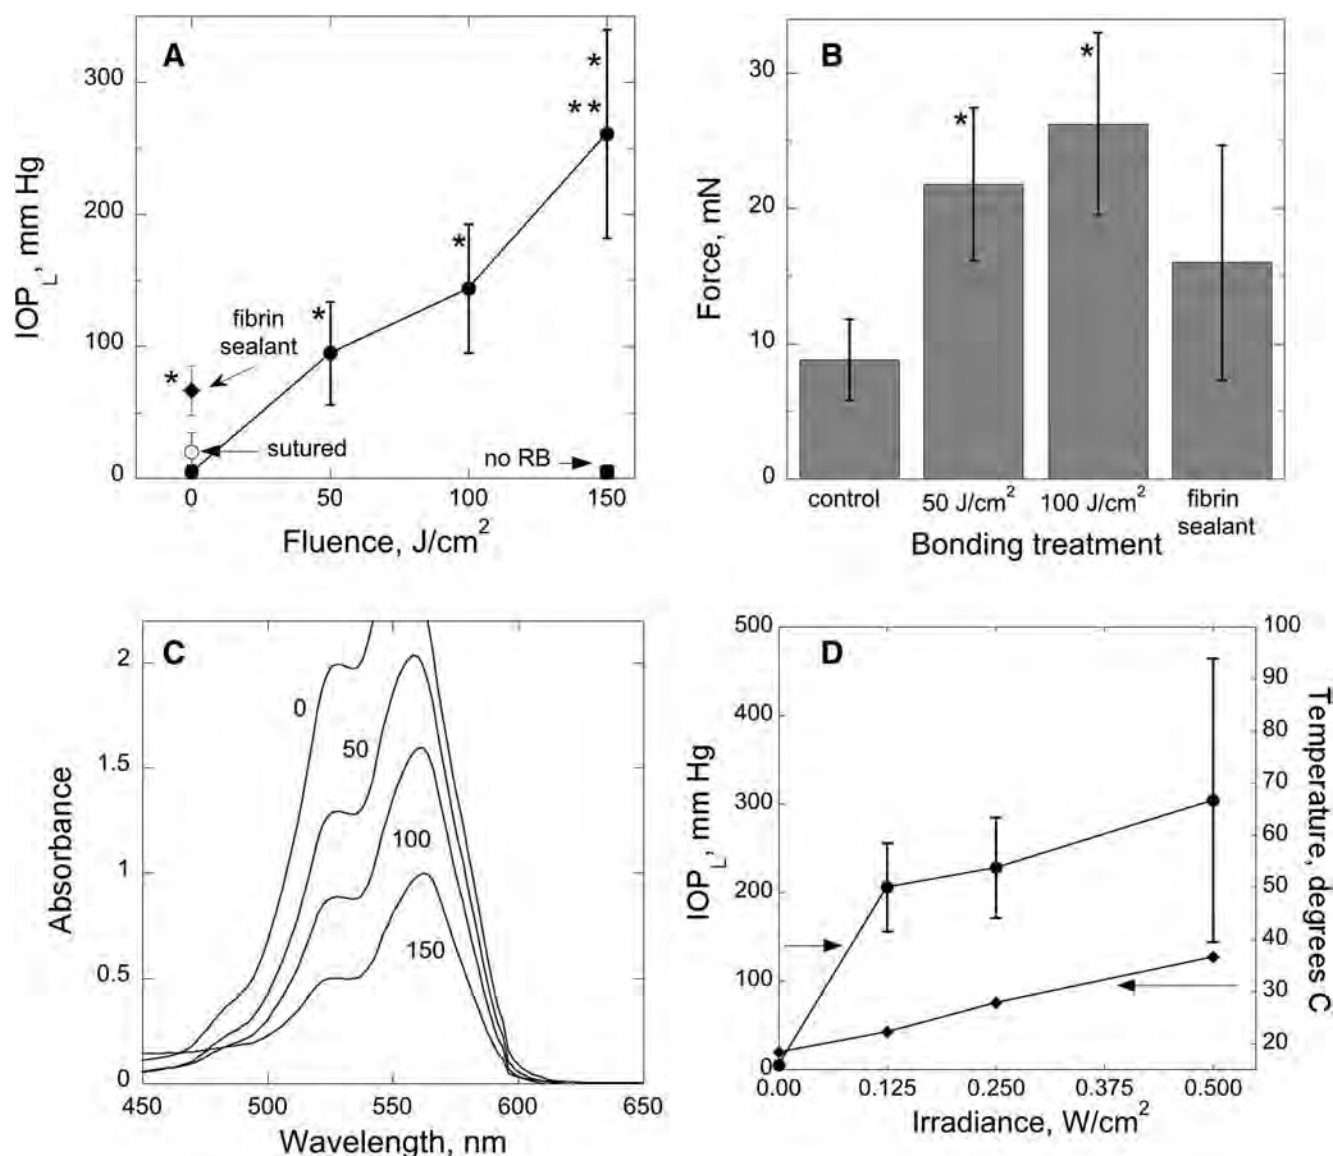 A
IOPL, mm Hg
300
200
100
0
*
* *
*
*
*
fibrin
sealant
sutured
no RB
0 50 100 150
Fluence, J/cm2
B
Force, mN
30
20
10
0
*
*
control 50 J/cm2 100 J/cm2 fibrin
sealant
Bonding treatment
C
Absorbance
2
1.5
1
0.5
0
0
50
100
150
450 500 550 600 650
Wavelength, nm
D
IOPL, mm Hg
500
400
300
200
100
0
100
90
80
70
60
50
40
30
20
Temperature, degrees C
0.00 0.125 0.250 0.375 0.500
Irradiance, W/cm2